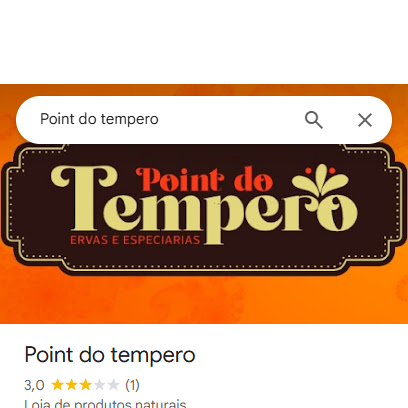 Point do tempero
Point do
Tempero
ERVAS E ESPECIARIAS
Point do tempero
3,0 (1)
Loja de produtos naturais